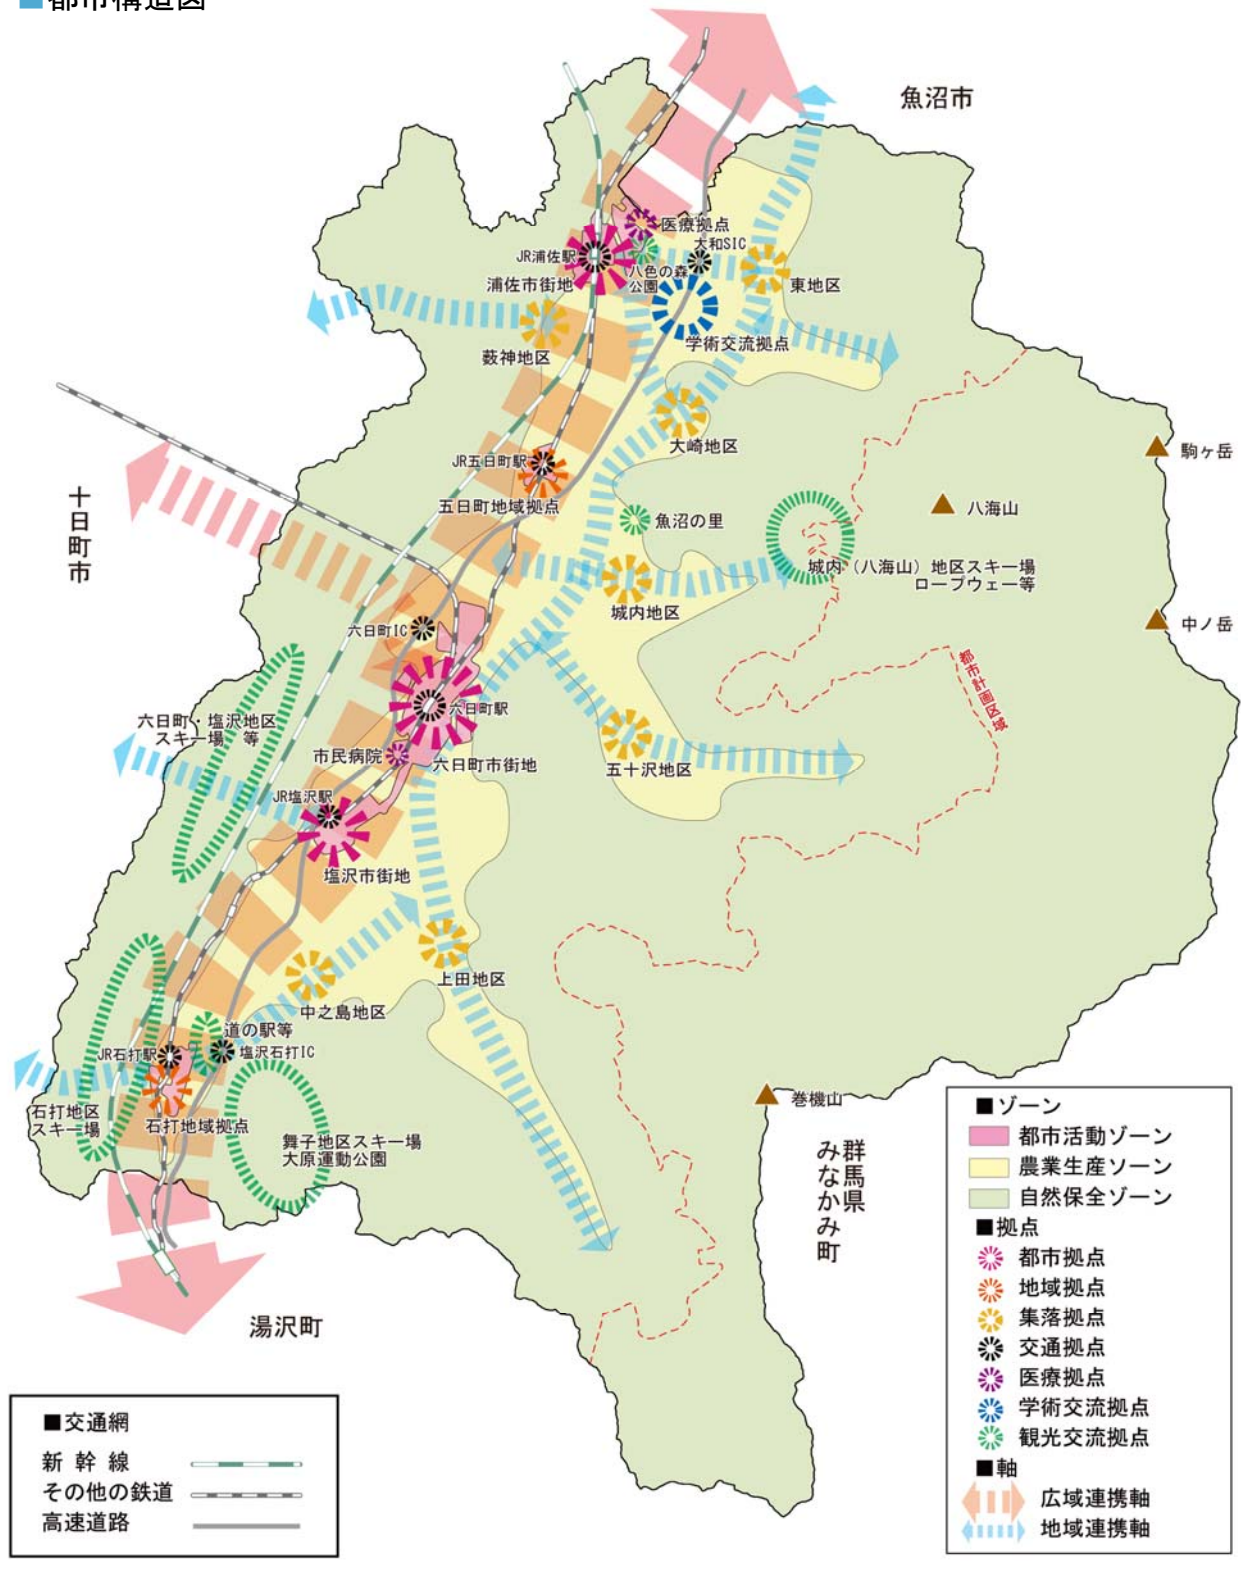 ■都市構造図
魚沼市
医療拠点
大和SIC
JR浦佐駅
八色の森
公園
浦佐市街地
東地区
学術交流拠点
薮神地区
大崎地区
駒ヶ岳
JR五日町駅
五日町地域拠点
魚沼の里
八海山
十日町市
城内（八海山）地区スキー場
ロープウェー等
城内地区
中ノ岳
六日町IC
都市計画区域
六日町駅
六日町・塩沢地区
スキー場　等
市民病院
六日町市街地
五十沢地区
JR塩沢駅
塩沢市街地
上田地区
中之島地区
道の駅等
JR石打駅
塩沢石打IC
巻機山
石打地区
スキー場
石打地域拠点
舞子地区スキー場
大原運動公園
群馬県
みなかみ町
湯沢町
■ゾーン
都市活動ゾーン
農業生産ゾーン
自然保全ゾーン
■拠点
都市拠点
地域拠点
集落拠点
交通拠点
医療拠点
学術交流拠点
観光交流拠点
■軸
広域連携軸
地域連携軸
■交通網
新幹線
その他の鉄道
高速道路